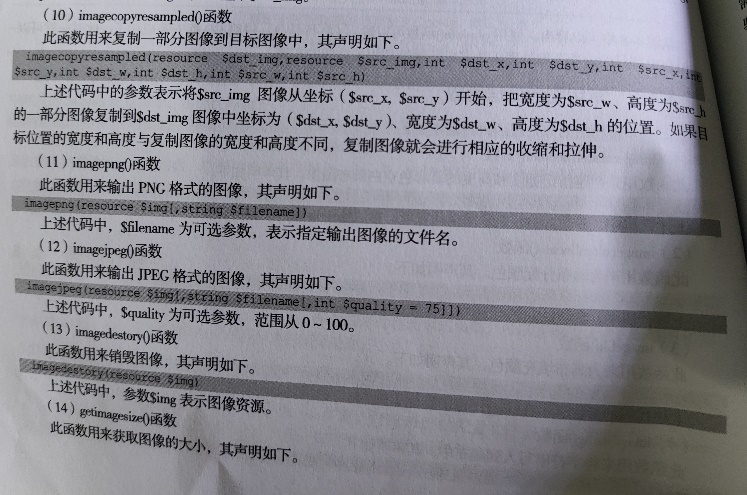 （10）imagecopyresampled()函数
此函数用来复制一部分图像到目标图像中，其声明如下。
imagecopyresampled(resource $dst_img,resource $src_img,int $dst_x,int $dst_y,int $src_x,int
$src_y,int $dst_w,int $dst_h,int $src_w,int $src_h)
上述代码中的参数表示将$src_img 图像从坐标（$src_x, $src_y）开始，把宽度为$src_w、高度为$src_h
的一部分图像复制到$dst_img 图像中坐标为（$dst_x, $dst_y）、宽度为$dst_w、高度为$dst_h 的位置。如果目
标位置的宽度和高度与复制图像的宽度和高度不同，复制图像就会进行相应的收缩和拉伸。
（11）imagepng()函数
此函数用来输出 PNG 格式的图像，其声明如下。
imagepng(resource $img[,string $filename])
上述代码中，$filename 为可选参数，表示指定输出图像的文件名。
（12）imagejpeg()函数
此函数用来输出 JPEG 格式的图像，其声明如下。
imagejpeg(resource $img[,string $filename[,int $quality = 75]])
上述代码中，$quality 为可选参数，范围从 0～100。
（13）imagedestory()函数
此函数用来销毁图像，其声明如下。
imagedestory(resource $img)
上述代码中，参数$img 表示图像资源。
（14）getimagesize()函数
此函数用来获取图像的大小，其声明如下。